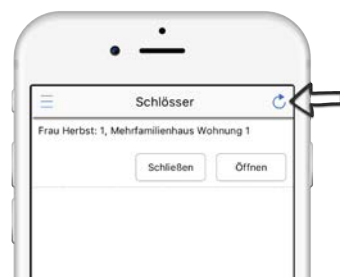 Schlösser
Frau Herbst: 1, Mehrfamilienhaus Wohnung 1
Schließen Öffnen